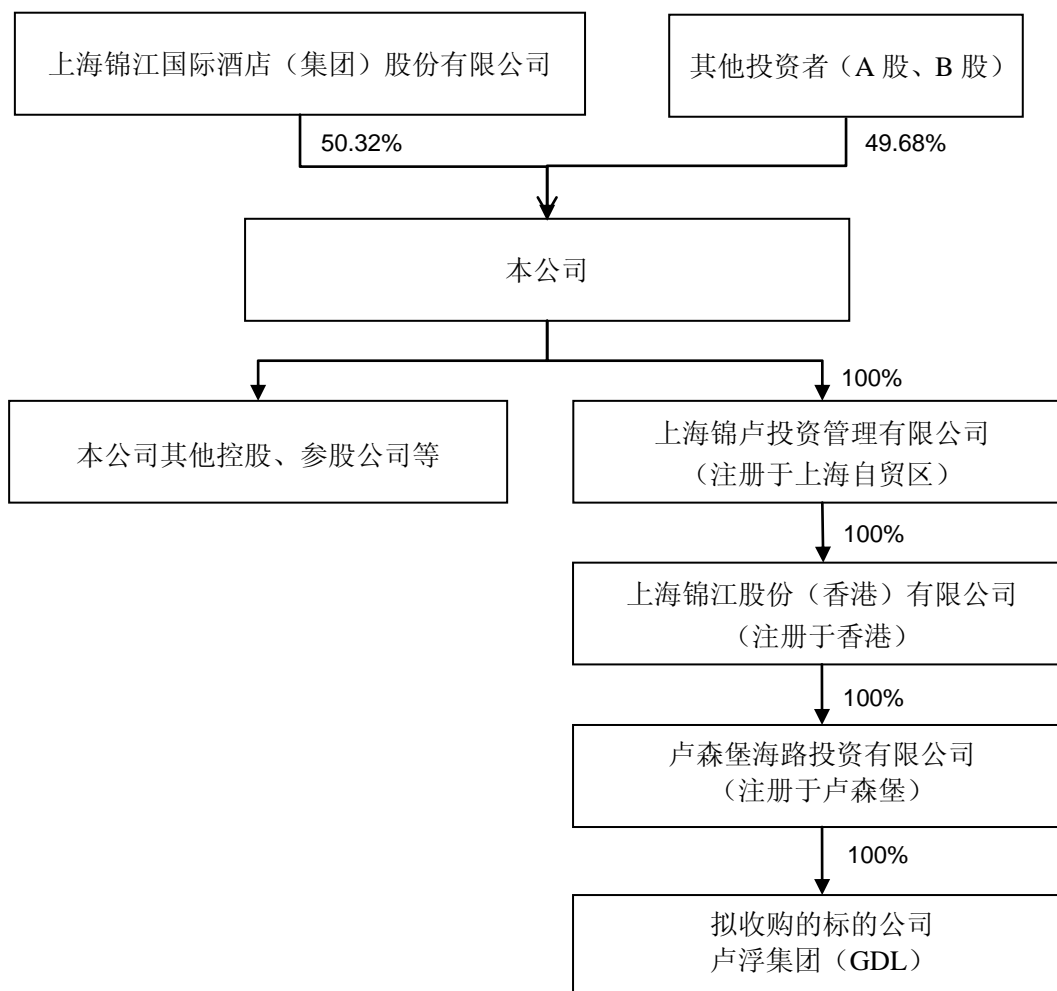 上海锦江国际酒店（集团）股份有限公司
其他投资者（A 股、B 股）
50.32%
49.68%
本公司
100%
本公司其他控股、参股公司等
上海锦卢投资管理有限公司
（注册于上海自贸区）
100%
上海锦江股份（香港）有限公司
（注册于香港）
100%
卢森堡海路投资有限公司
（注册于卢森堡）
100%
拟收购的标的公司
卢浮集团（GDL）